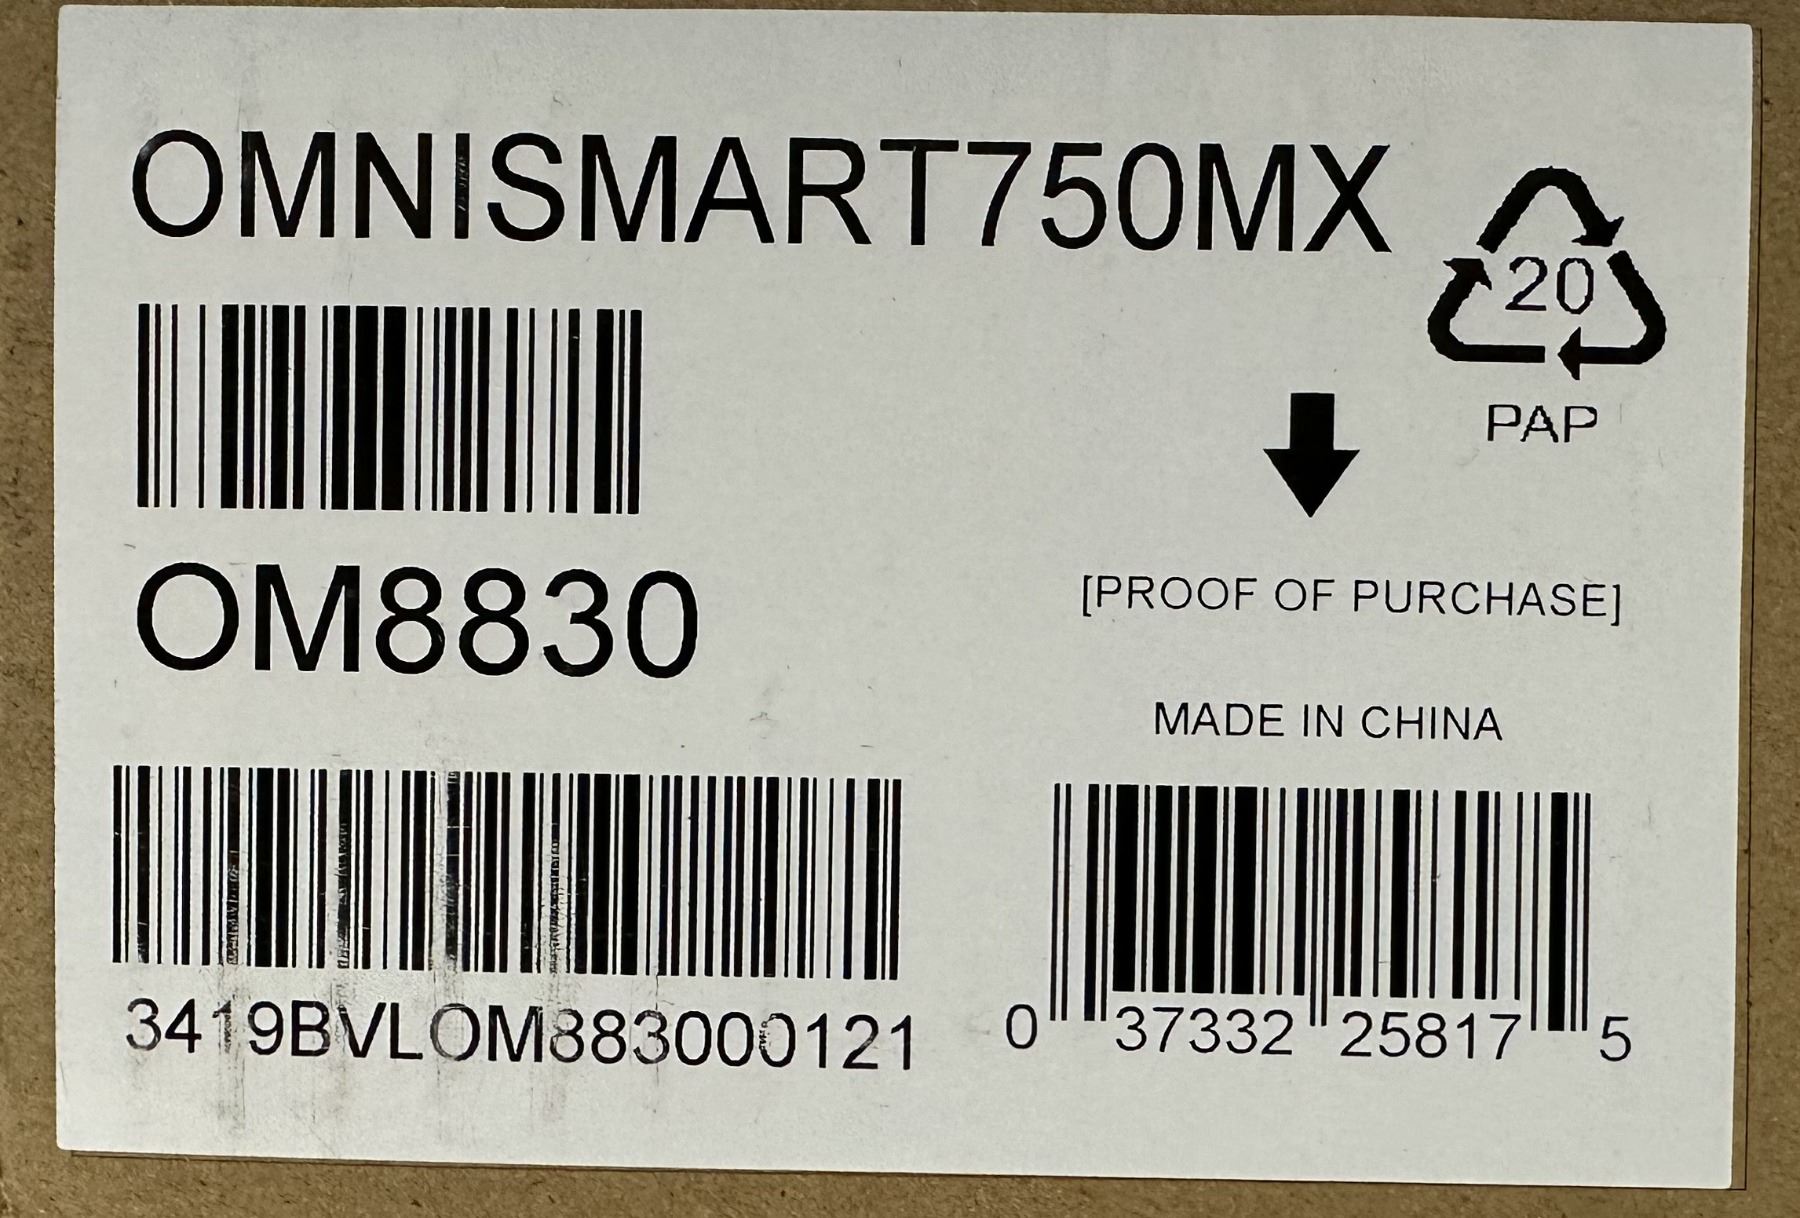 OMNISMART750MX
20
PAP
OM8830
[PROOF OF PURCHASE]
MADE IN CHINA
3419BVLOM883000121
0 37332 25817 5